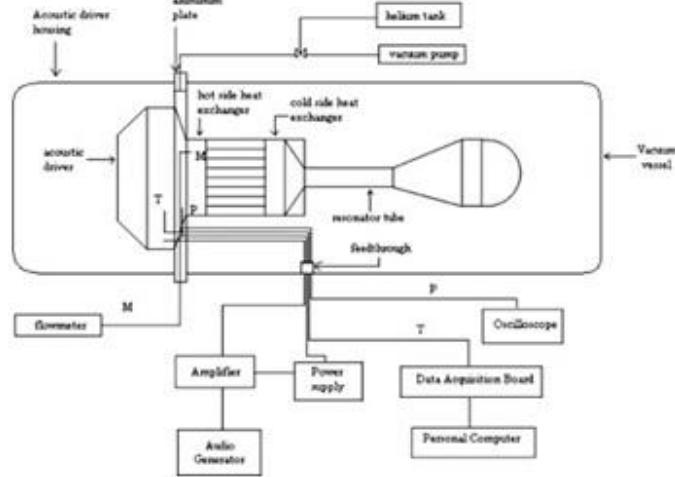 Acoustic driver
housing
aluminum
plate
helium tank
vacuum pump
hot side heat
exchanger
cold side heat
exchanger
acoustic
driver
M
T
P
Vacuum
vessel
resonator tube
feedthrough
M
flowmeter
P
Oscilloscope
T
Amplifier
Power
supply
Data Acquisition Board
Audio
Generator
Personal Computer